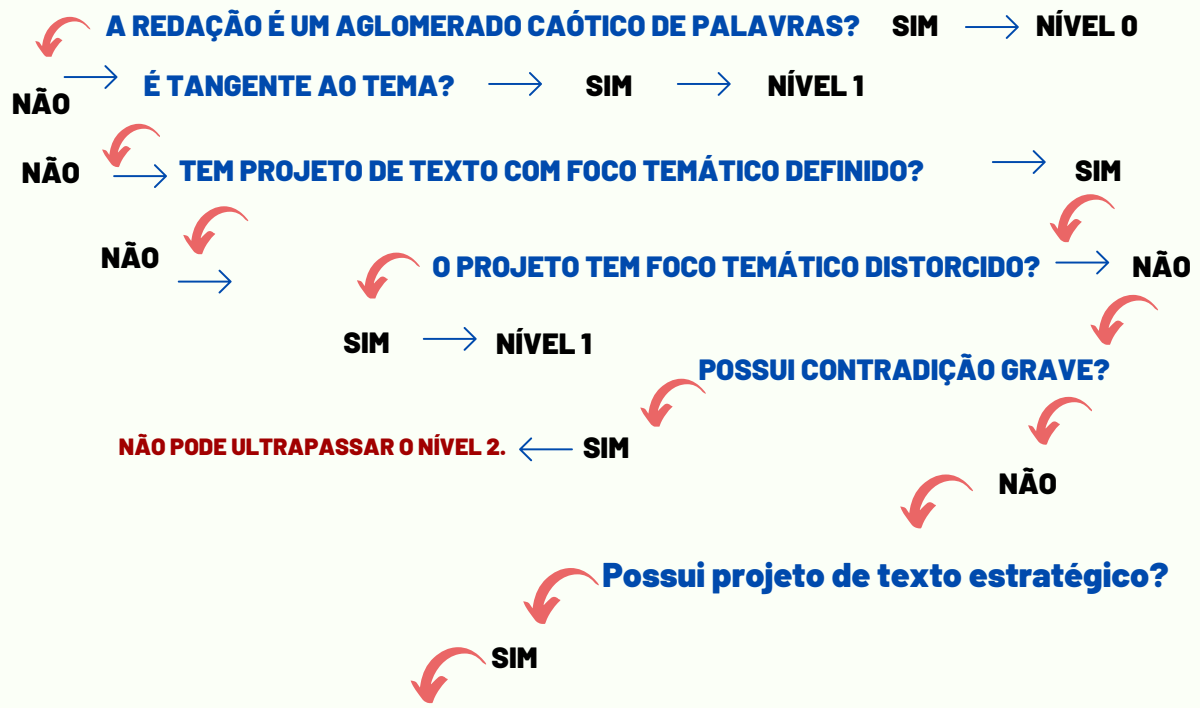 A REDAÇÃO É UM AGLOMERADO CAÓTICO DE PALAVRAS? SIM NÍVEL 0
NÃO É TANGENTE AO TEMA? SIM NÍVEL 1
NÃO TEM PROJETO DE TEXTO COM FOCO TEMÁTICO DEFINIDO? SIM
NÃO
O PROJETO TEM FOCO TEMÁTICO DISTORCIDO? NÃO
SIM NÍVEL 1
POSSUI CONTRADIÇÃO GRAVE?
NÃO PODE ULTRAPASSAR O NÍVEL 2. SIM
NÃO
Possui projeto de texto estratégico?
SIM